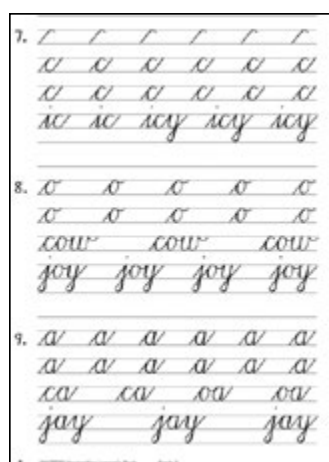 7.
c c c c c c
c c c c c c
ic ic icy icy icy
8. o o o o o
o o o o o
cow cow cow
joy joy joy joy
9. a a a a a a
a a a a a a
ca ca oa oa
jay jay jay